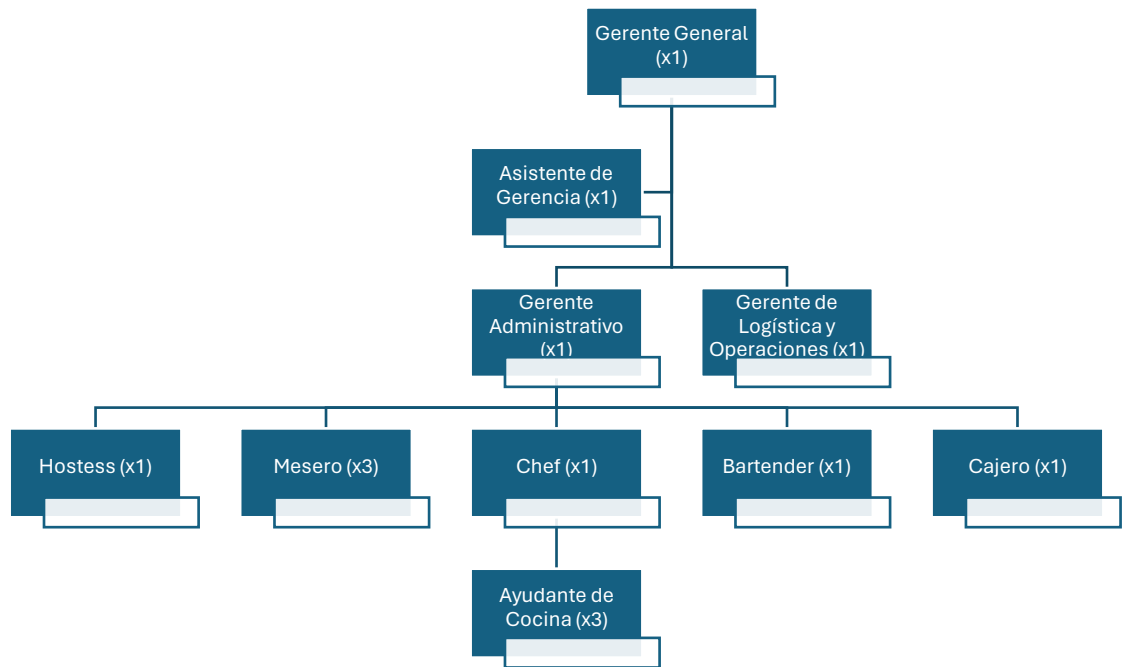 Gerente General
(x1)
Asistente de
Gerencia (x1)
Gerente
Administrativo
(x1)
Gerente de
Logística y
Operaciones (x1)
Hostess (x1)
Mesero (x3)
Chef (x1)
Bartender (x1)
Cajero (x1)
Ayudante de
Cocina (x3)